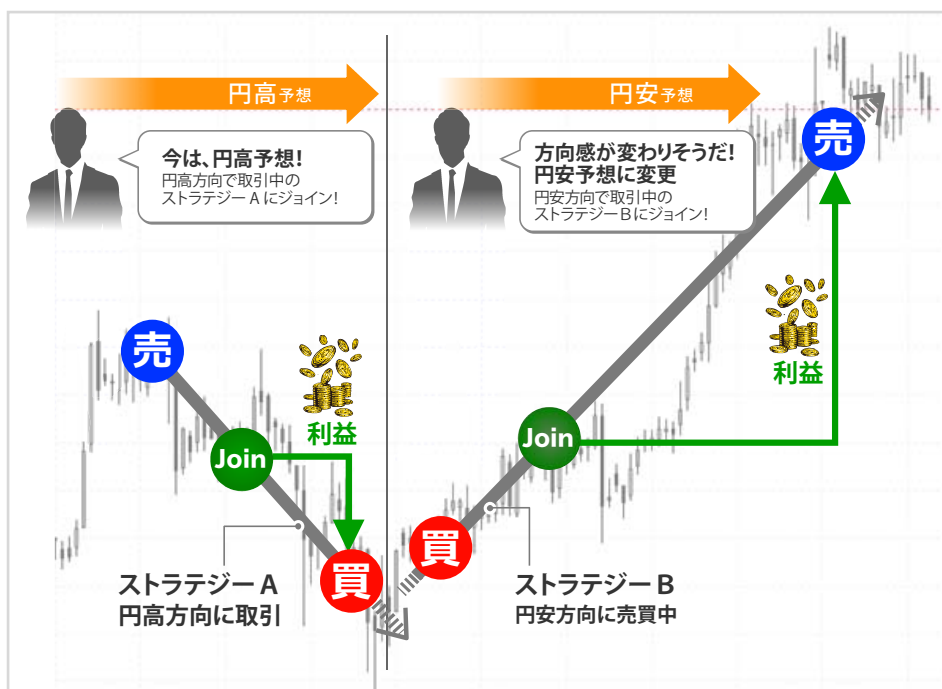 円高予想
今は、円高予想!
円高方向で取引中の
ストラテジー A にジョイン!
売
Join
利益
買
ストラテジー A
円高方向に取引
円安予想
方向感が変わりそうだ!
円安予想に変更
円安方向で取引中の
ストラテジーBにジョイン!
売
利益
Join
買
ストラテジー B
円安方向に売買中